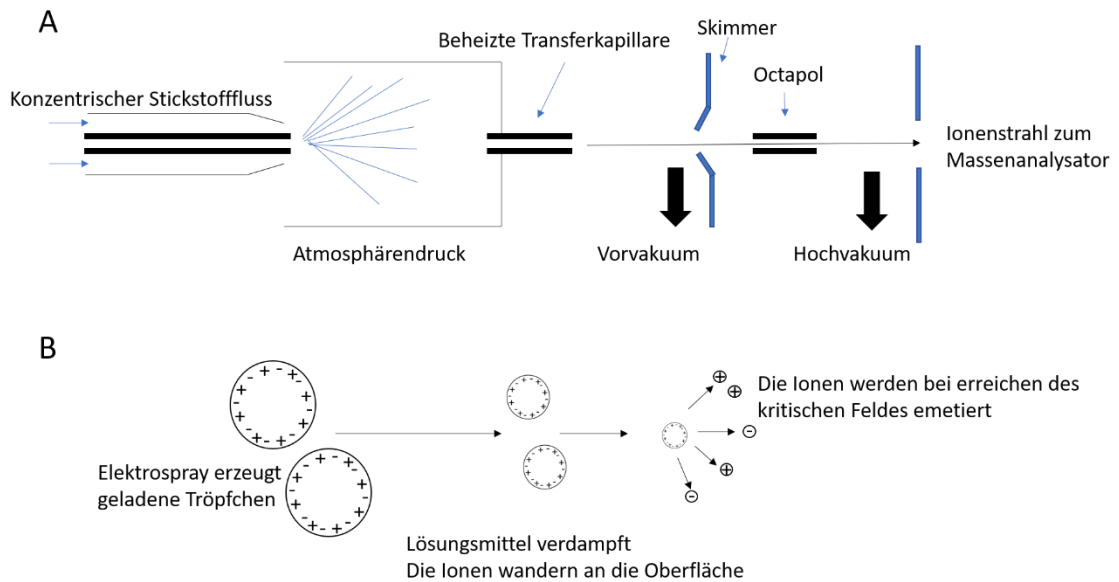 A
Konzentrischer Stickstofffluss
Beheizte Transferkapillare
Skimmer
Octapol
Ionenstrahl zum
Massenanalysator
Atmosphärendruck
Vorvakuum
Hochvakuum
B
Elektrospray erzeugt
geladene Tröpfchen
Lösungsmittel verdampft
Die Ionen wandern an die Oberfläche
Die Ionen werden bei erreichen des
kritischen Feldes emetiert